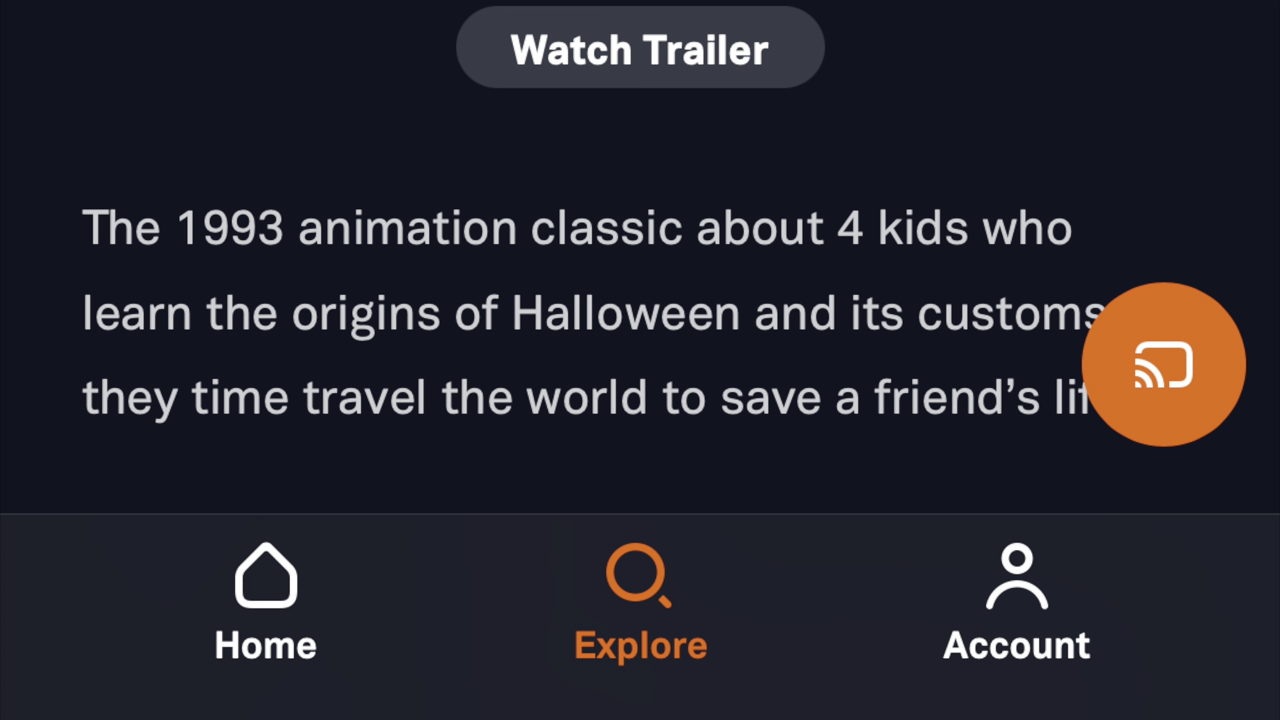 Watch Trailer
The 1993 animation classic about 4 kids who
learn the origins of Halloween and its customs
they time travel the world to save a friend’s
Home
Explore
Account